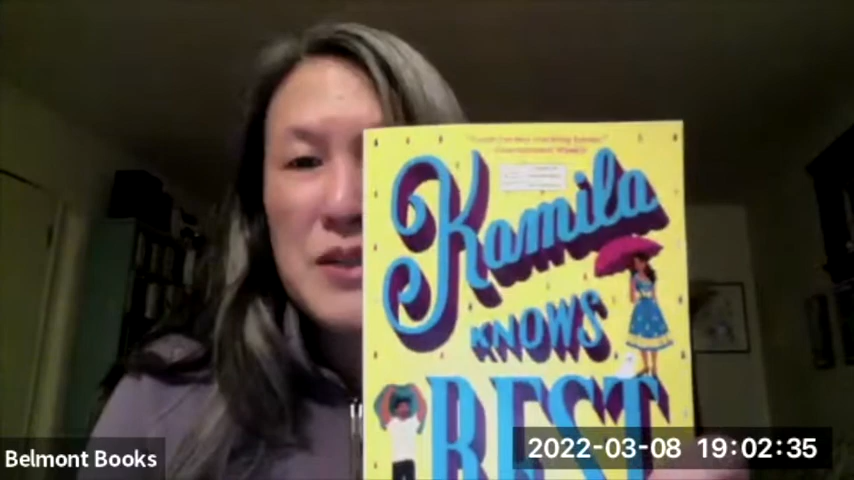 Kamila
KNOWS
BEST
2022-03-08 19:02:35
Belmont Books